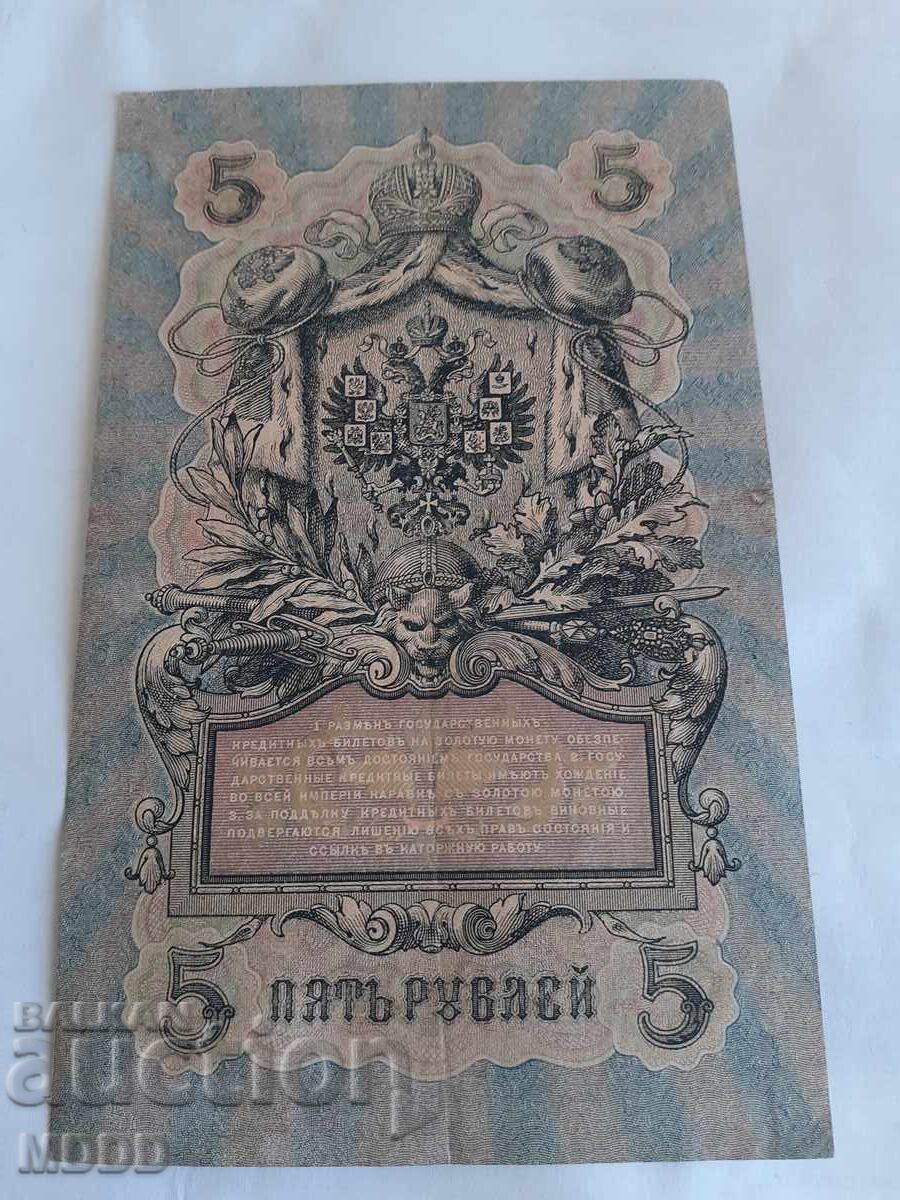 5 5
1 РАЗМѢНЪ ГОСУДАРСТВЕННЫХЪ
КРЕДИТНЫХЪ БИЛЕТОВЪ НА ЗОЛОТУЮ МОНЕТУ ОБЕЗПЕ-
ЧИВАЕТСЯ ВСѢМЪ ДОСТОЯНІЕМЪ ГОСУДАРСТВА. 2. ГОСУ-
ДАРСТВЕННЫЕ КРЕДИТНЫЕ БИЛЕТЫ ИМѢЮТЪ ХОЖДЕНІЕ
ВО ВСЕЙ ИМПЕРІИ НАРАВНѢ СЪ ЗОЛОТОЮ МОНЕТОЮ.
3. ЗА ПОДДѢЛКУ КРЕДИТНЫХЪ БИЛЕТОВЪ ВИНОВНЫЕ
ПОДВЕРГАЮТСЯ ЛИШЕНІЮ ВСѢХЪ ПРАВЪ СОСТОЯНІЯ И
ССЫЛКѢ ВЪ КАТОРЖНУЮ РАБОТУ.
5 ПЯТЬ РУБЛЕЙ 5
BALKAN
auction
MDDD